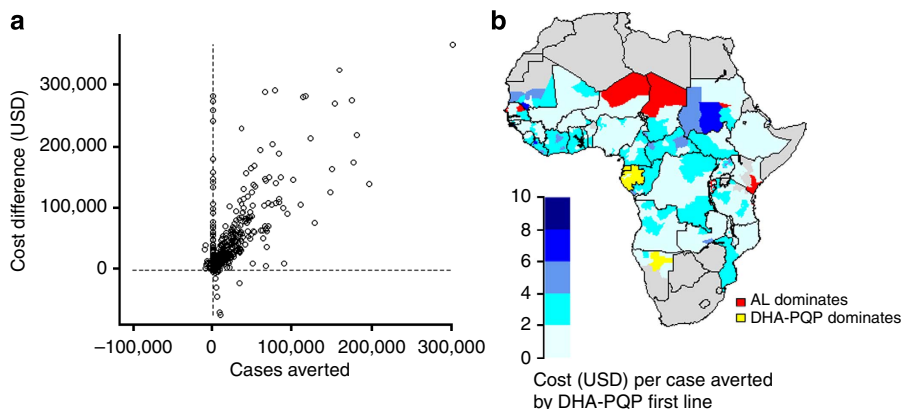 a
b
Cost difference (USD)
300,000
200,000
100,000
0
−100,000
0
100,000
200,000
300,000
Cases averted
10
8
6
4
2
0
AL dominates
DHA-PQP dominates
Cost (USD) per case averted
by DHA-PQP first line